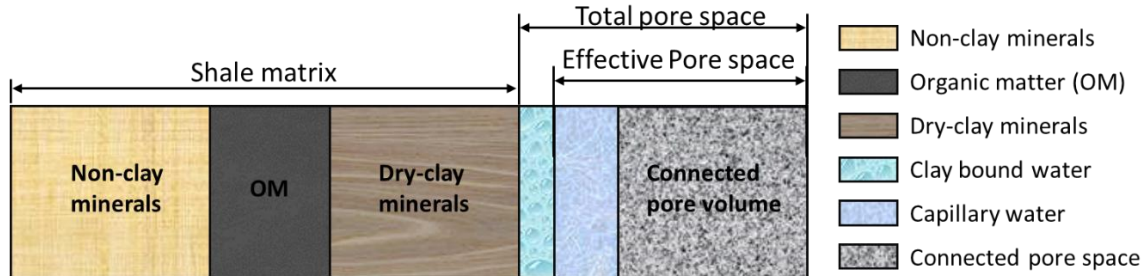 Total pore space
Effective Pore space
Shale matrix
Non-clay
minerals
OM
Dry-clay
minerals
Connected
pore volume
Non-clay minerals
Organic matter (OM)
Dry-clay minerals
Clay bound water
Capillary water
Connected pore space